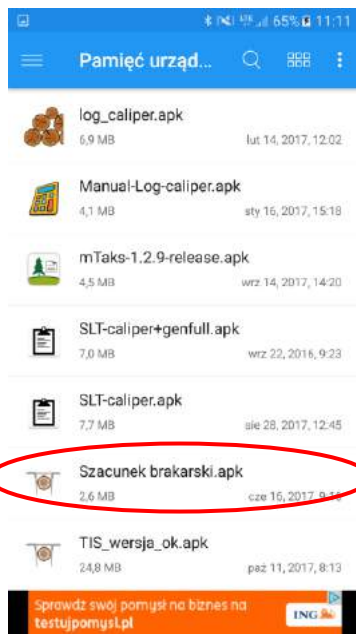 65% 11:11
Pamięć urząd...
log_caliper.apk
6,9 MB lut 14, 2017, 12:02
Manual-Log-caliper.apk
4,1 MB sty 16, 2017, 15:18
mTaks-1.2.9-release.apk
4,5 MB wrz 14, 2017, 14:20
SLT-caliper+genfull.apk
7,0 MB wrz 22, 2016, 9:23
SLT-caliper.apk
7,7 MB sie 28, 2017, 12:45
Szacunek brakarski.apk
2,6 MB cze 16, 2017, 9:16
TIS_wersja_ok.apk
24,8 MB paź 11, 2017, 8:13
Sprowdź swój pomysł na biznes na
testujpomysl.pl
ING